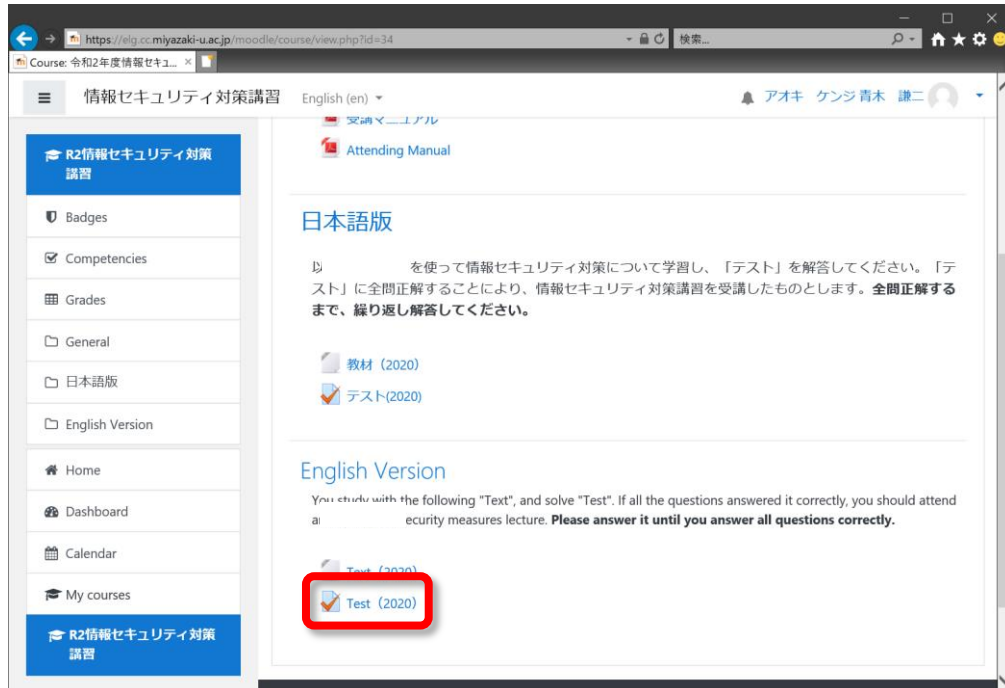 https://elg.cc.miyazaki-u.ac.jp/moodle/course/view.php?id=34
検索...
Course: 令和2年度情報セキュ...
情報セキュリティ対策講習
English (en)
アオキ ケンジ 青木 謙二
受講マニュアル
Attending Manual
R2情報セキュリティ対策
講習
Badges
Competencies
Grades
General
日本語版
English Version
Home
Dashboard
Calendar
My courses
R2情報セキュリティ対策
講習
日本語版
を使って情報セキュリティ対策について学習し、「テスト」を解答してください。「テ
スト」に全問正解することにより、情報セキュリティ対策講習を受講したものとします。全問正解する
まで、繰り返し解答してください。
教材（2020）
テスト(2020)
English Version
You study with the following "Text", and solve "Test". If all the questions answered it correctly, you should attend
ecurity measures lecture. Please answer it until you answer all questions correctly.
Text（2020）
Test（2020）